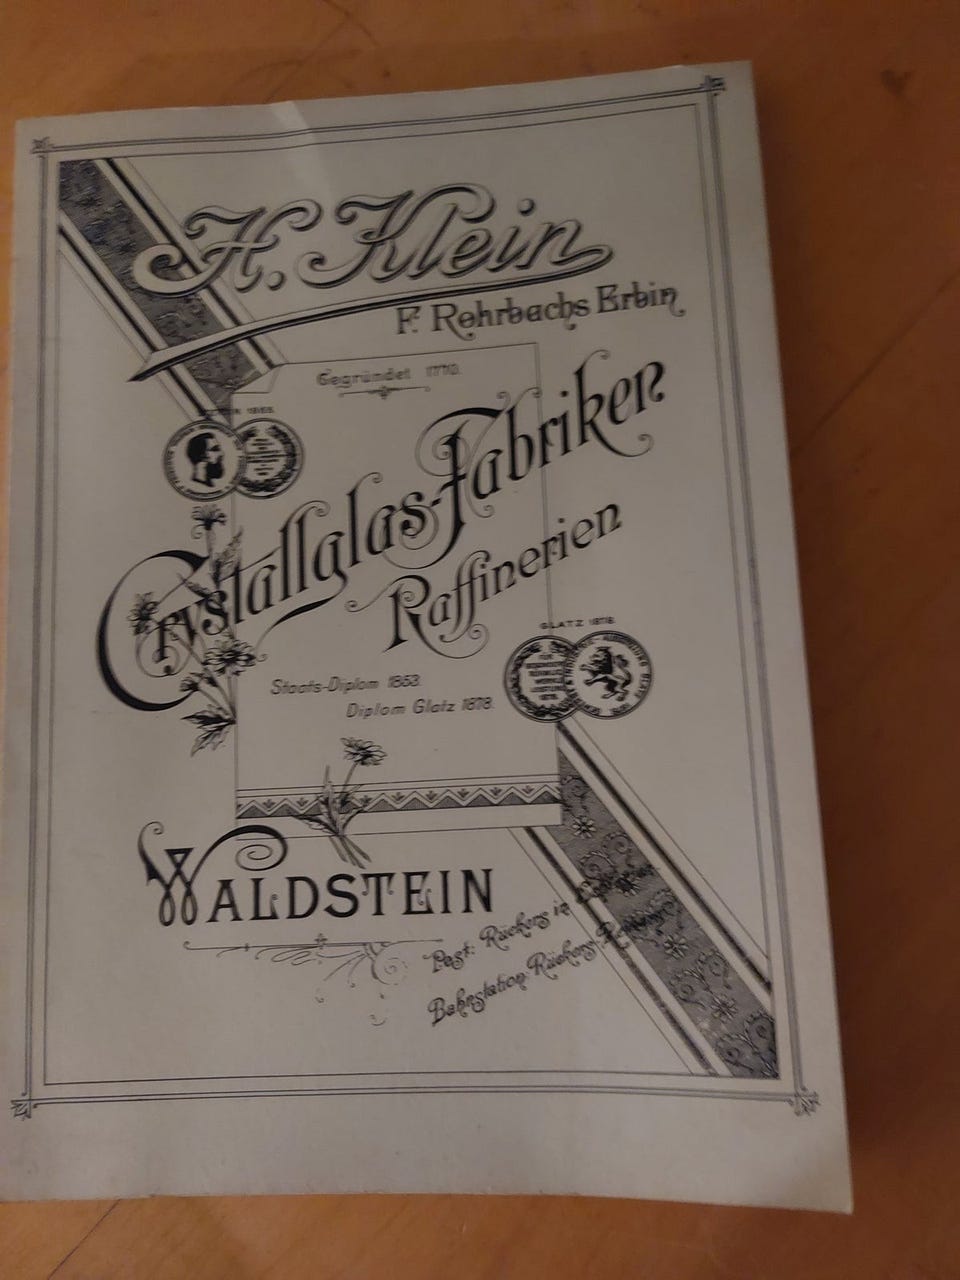 H. Klein
F. Rohrbachs Erbin
Gegründet 1770.
Crystallglas-Fabriken
Raffinerien
GLATZ 1878.
Staats-Diplom 1853.
Diplom Glatz 1878.
WALDSTEIN
Post: Rückers in
Bahnstation: Rückers-